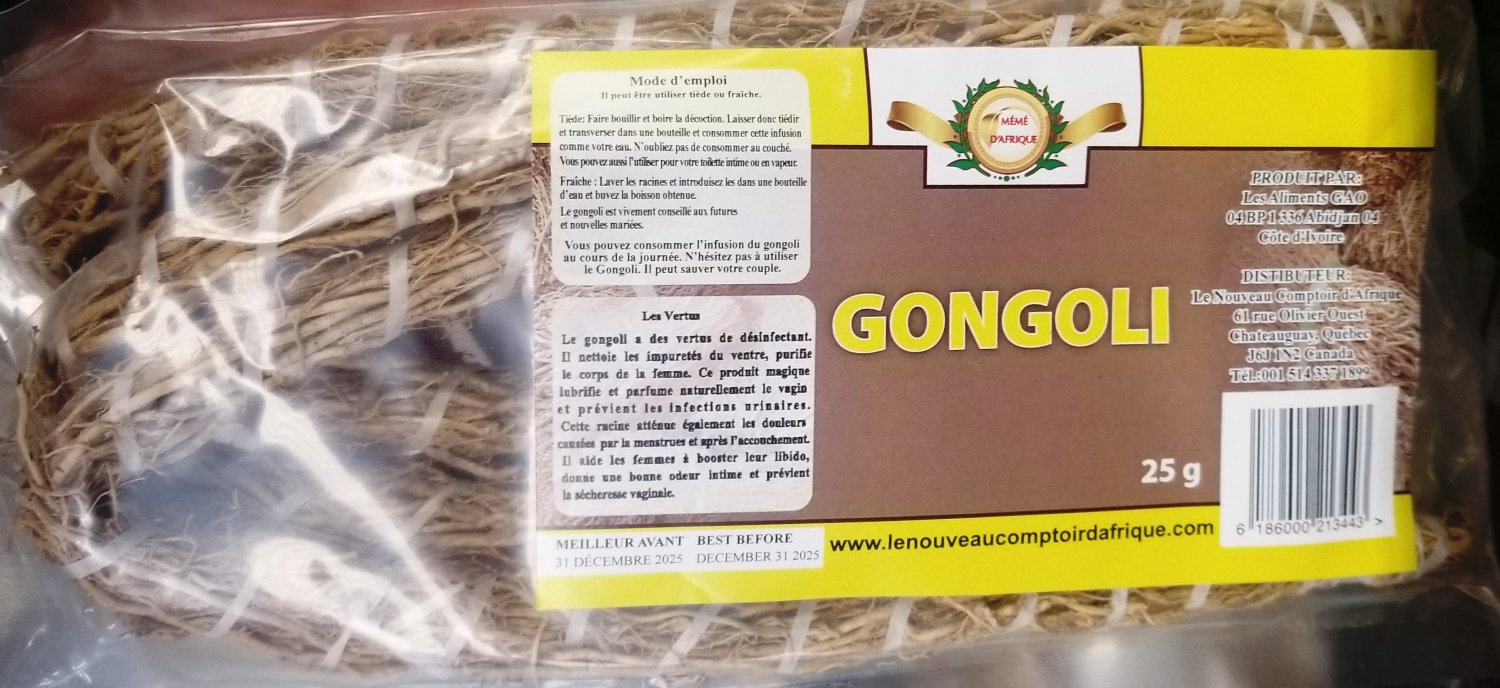 Mode d'emploi
Il peut être utiliser tiède ou fraîche.
Tiède: Faire bouillir et boire la décoction. Laisser donc tiédir
et transverser dans une bouteille et consommer cette infusion
comme votre eau. N'oubliez pas de consommer au couché.
Vous pouvez aussi l'utiliser pour votre toilette intime ou en vapeur.
Fraîche : Laver les racines et introduisez les dans une bouteille
d'eau et buvez la boisson obtenue.
Le gongoli est vivement conseillé aux futures
et nouvelles mariées.
Vous pouvez consommer l'infusion du gongoli
au cours de la journée. N'hésitez pas à utiliser
le Gongoli. Il peut sauver votre couple.
Les Vertus
Le gongoli a des vertus de désinfectant.
Il nettoie les impuretés du ventre, purifie
le corps de la femme. Ce produit magique
lubrifie et parfume naturellement le vagin
et prévient les infections urinaires.
Cette racine atténue également les douleurs
causées par la menstrues et après l'accouchement.
Il aide les femmes à booster leur libido,
donne une bonne odeur intime et prévient
la sécheresse vaginale.
MEILLEUR AVANT BEST BEFORE
31 DÉCEMBRE 2025 DECEMBER 31 2025
MÉMÉ
D'AFRIQUE
GONGOLI
PRODUIT PAR:
Les Aliments GAO
04 BP 1 336 Abidjan 04
Côte d'Ivoire
DISTIBUTEUR:
Le Nouveau Comptoir d'Afrique
61 rue Olivier Ouest
Chateauguay, Québec
J6J 1N2 Canada
Tél.:001 514 337 1899
25 g
www.lenouveaucomptoirdafrique.com
6 186000 213443 >